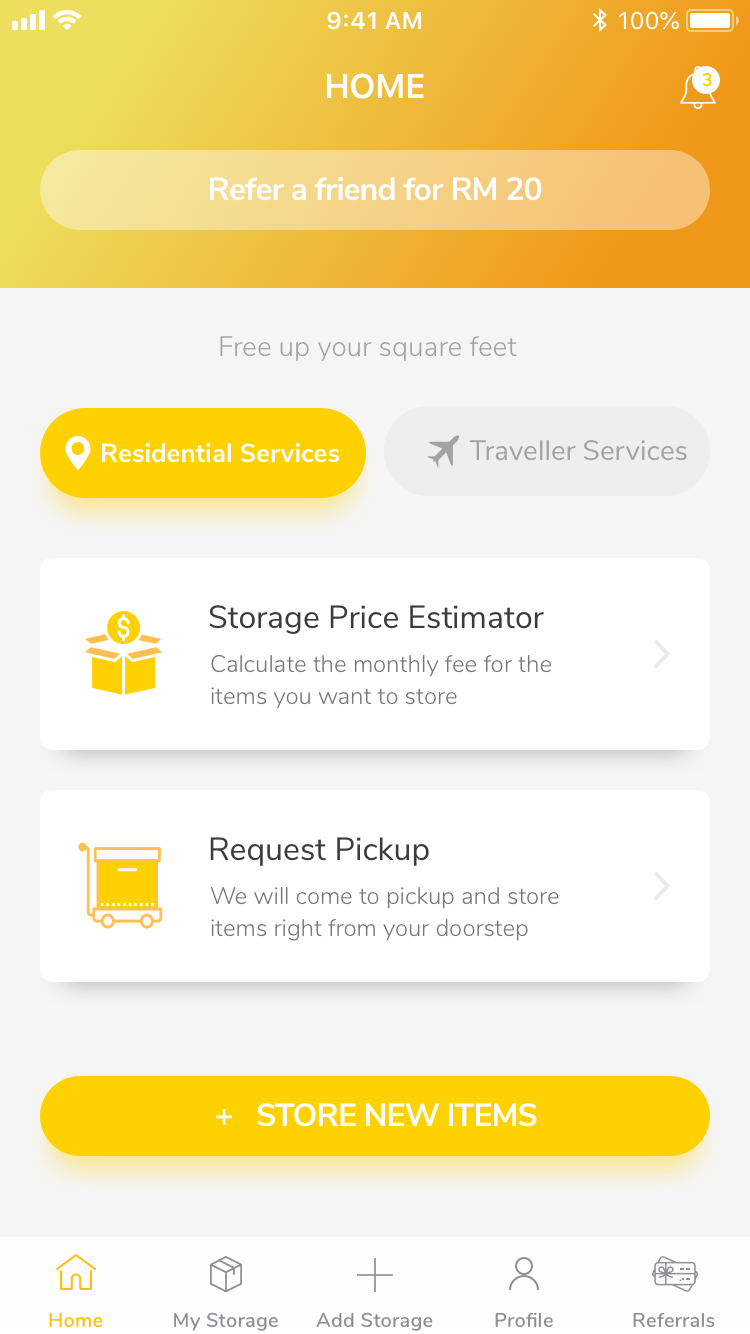 9:41 AM
100%
HOME
3
Refer a friend for RM 20
Free up your square feet
Residential Services
Traveller Services
$
Storage Price Estimator
Calculate the monthly fee for the
items you want to store
Request Pickup
We will come to pickup and store
items right from your doorstep
+ STORE NEW ITEMS
Home
My Storage
Add Storage
Profile
Referrals